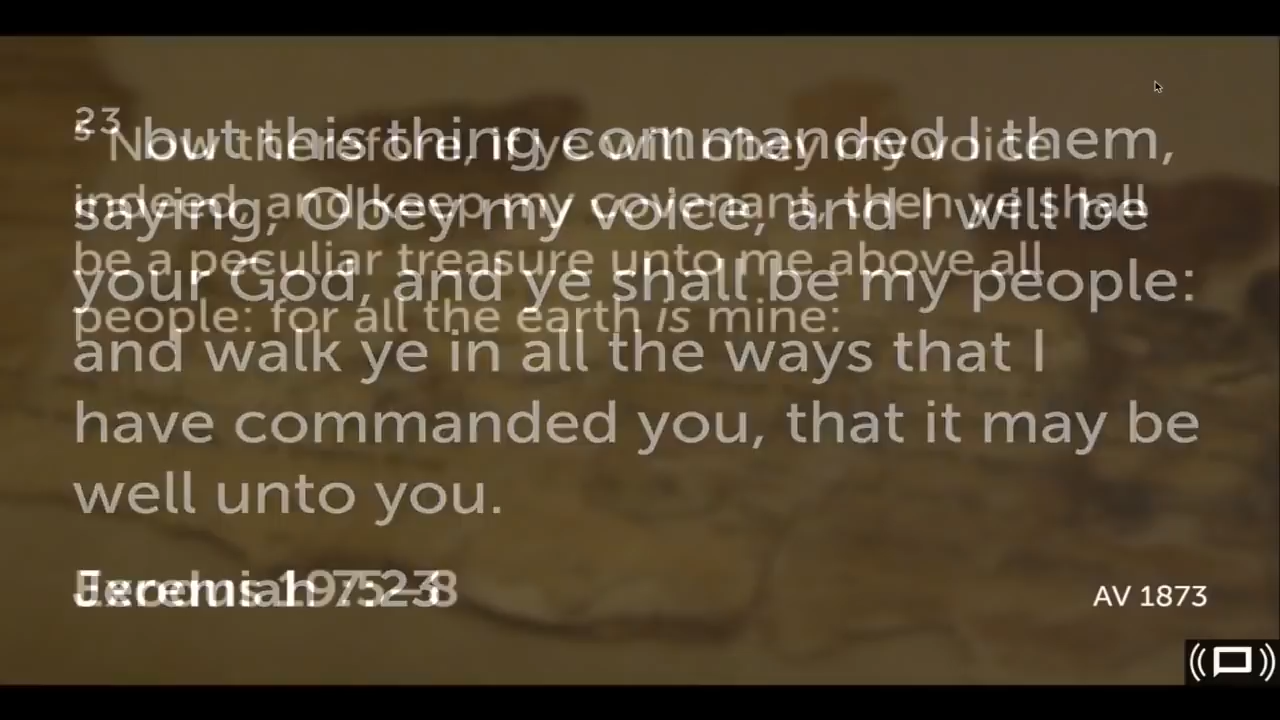 23 but this thing commanded I them,
saying, Obey my voice, and I will be
your God, and ye shall be my people:
and walk ye in all the ways that I
have commanded you, that it may be
well unto you.
Now therefore, if ye will obey my voice
indeed, and keep my covenant, then ye shall
be a peculiar treasure unto me above all
people: for all the earth is mine:
Jeremiah 7:23
Exodus 19:5
AV 1873